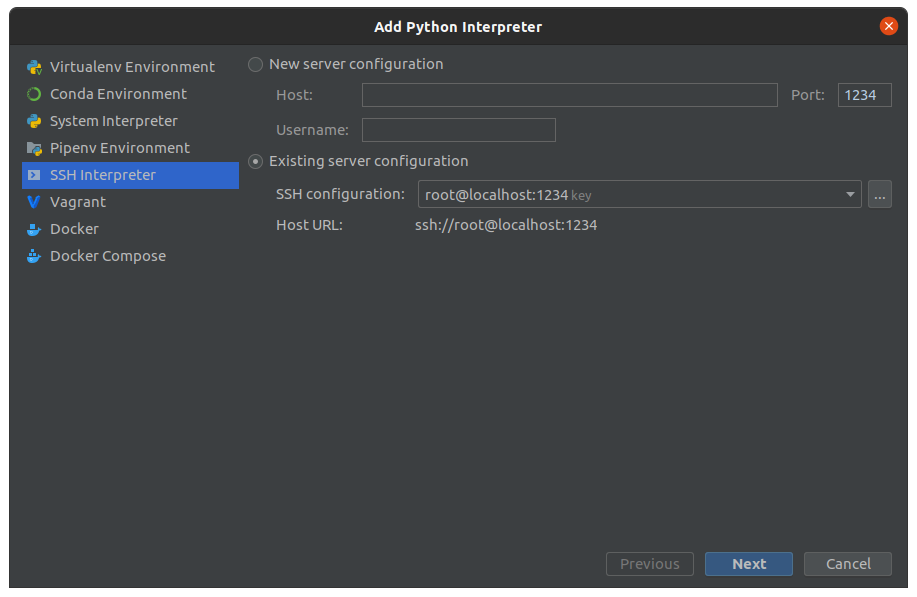 Add Python Interpreter
Virtualenv Environment
Conda Environment
System Interpreter
Pipenv Environment
SSH Interpreter
Vagrant
Docker
Docker Compose
New server configuration
Host:
Port: 1234
Username:
Existing server configuration
SSH configuration: root@localhost:1234 key ...
Host URL: ssh://root@localhost:1234
Previous Next Cancel